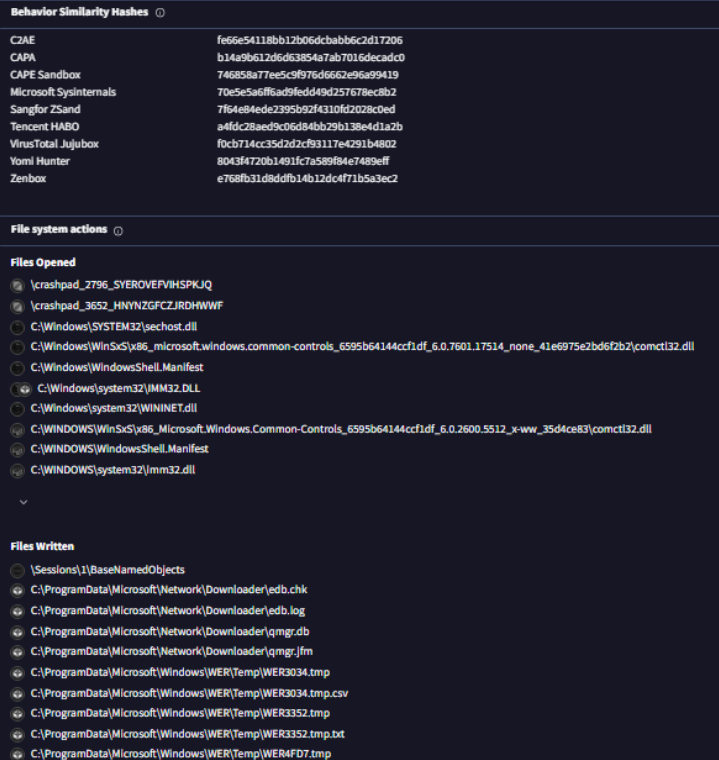 Behavior Similarity Hashes
C2AE fe66e54118bb12b06dcbabb6c2d17206
CAPA b14a9b612d6d63854a7ab7016decadc0
CAPE Sandbox 746858a77ee5c9f976d6662e96a99419
Microsoft Sysinternals 70e5e5a6ff6ad9fedd49d257678ec8b2
Sangfor ZSand 7f64e84ede2395b92f4310fd2028c0ed
Tencent HABO a4fdc28aed9c06d84bb29b138e4d1a2b
VirusTotal Jujubox f0cb714cc35d2d2cf93117e4291b4802
Yomi Hunter 8043f4720b1491fc7a589f84e7489eff
Zenbox e768fb31d8ddfb14b12dc4f71b5a3ec2
File system actions
Files Opened
\crashpad_2796_SYEROVEFVIHSPKJQ
\crashpad_3652_HNYNZGFCZJRDHWWF
C:\Windows\SYSTEM32\sechost.dll
C:\Windows\WinSxS\x86_microsoft.windows.common-controls_6595b64144ccf1df_6.0.7601.17514_none_41e6975e2bd6f2b2\comctl32.dll
C:\Windows\WindowsShell.Manifest
C:\Windows\system32\IMM32.DLL
C:\Windows\system32\WININET.dll
C:\WINDOWS\WinSxS\x86_Microsoft.Windows.Common-Controls_6595b64144ccf1df_6.0.2600.5512_x-ww_35d4ce83\comctl32.dll
C:\WINDOWS\WindowsShell.Manifest
C:\WINDOWS\system32\imm32.dll
Files Written
\Sessions\1\BaseNamedObjects
C:\ProgramData\Microsoft\Network\Downloader\edb.chk
C:\ProgramData\Microsoft\Network\Downloader\edb.log
C:\ProgramData\Microsoft\Network\Downloader\qmgr.db
C:\ProgramData\Microsoft\Network\Downloader\qmgr.jfm
C:\ProgramData\Microsoft\Windows\WER\Temp\WER3034.tmp
C:\ProgramData\Microsoft\Windows\WER\Temp\WER3034.tmp.csv
C:\ProgramData\Microsoft\Windows\WER\Temp\WER3352.tmp
C:\ProgramData\Microsoft\Windows\WER\Temp\WER3352.tmp.txt
C:\ProgramData\Microsoft\Windows\WER\Temp\WER4FD7.tmp